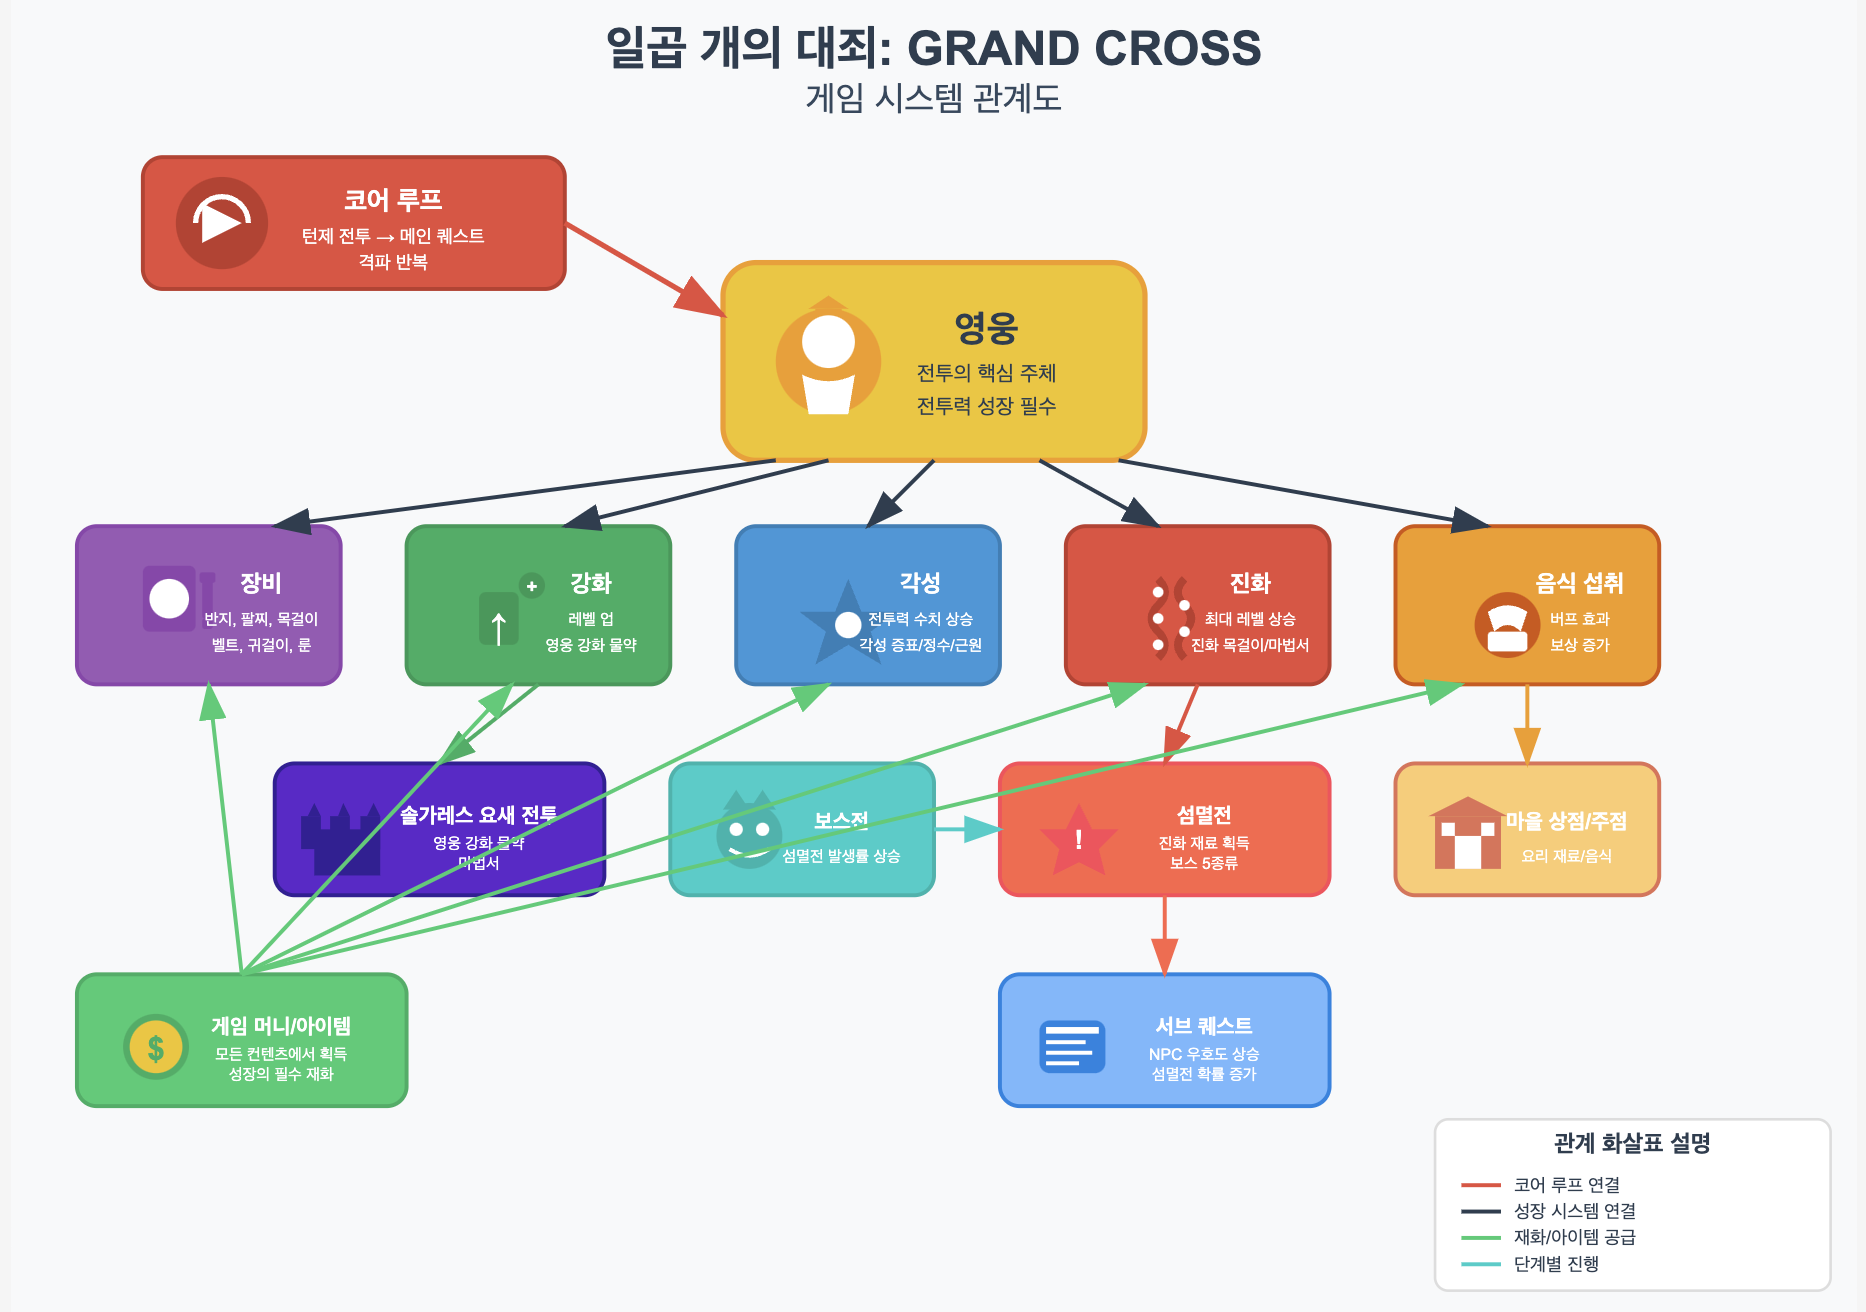 일곱 개의 대죄: GRAND CROSS
게임 시스템 관계도
코어 루프
턴제 전투 → 메인 퀘스트
격파 반복
영웅
전투의 핵심 주체
전투력 성장 필수
장비
반지, 팔찌, 목걸이
벨트, 귀걸이, 룬
강화
레벨 업
영웅 강화 물약
각성
전투력 수치 상승
각성 증표/정수/근원
진화
최대 레벨 상승
진화 목걸이/마법서
음식 섭취
버프 효과
보상 증가
솔가레스 요새 전투
영웅 강화 물약
마법서
보스전
섬멸전 발생률 상승
!
섬멸전
진화 재료 획득
보스 5종류
마을 상점/주점
요리 재료/음식
$
게임 머니/아이템
모든 컨텐츠에서 획득
성장의 필수 재화
서브 퀘스트
NPC 우호도 상승
섬멸전 확률 증가
관계 화살표 설명
코어 루프 연결
성장 시스템 연결
재화/아이템 공급
단계별 진행